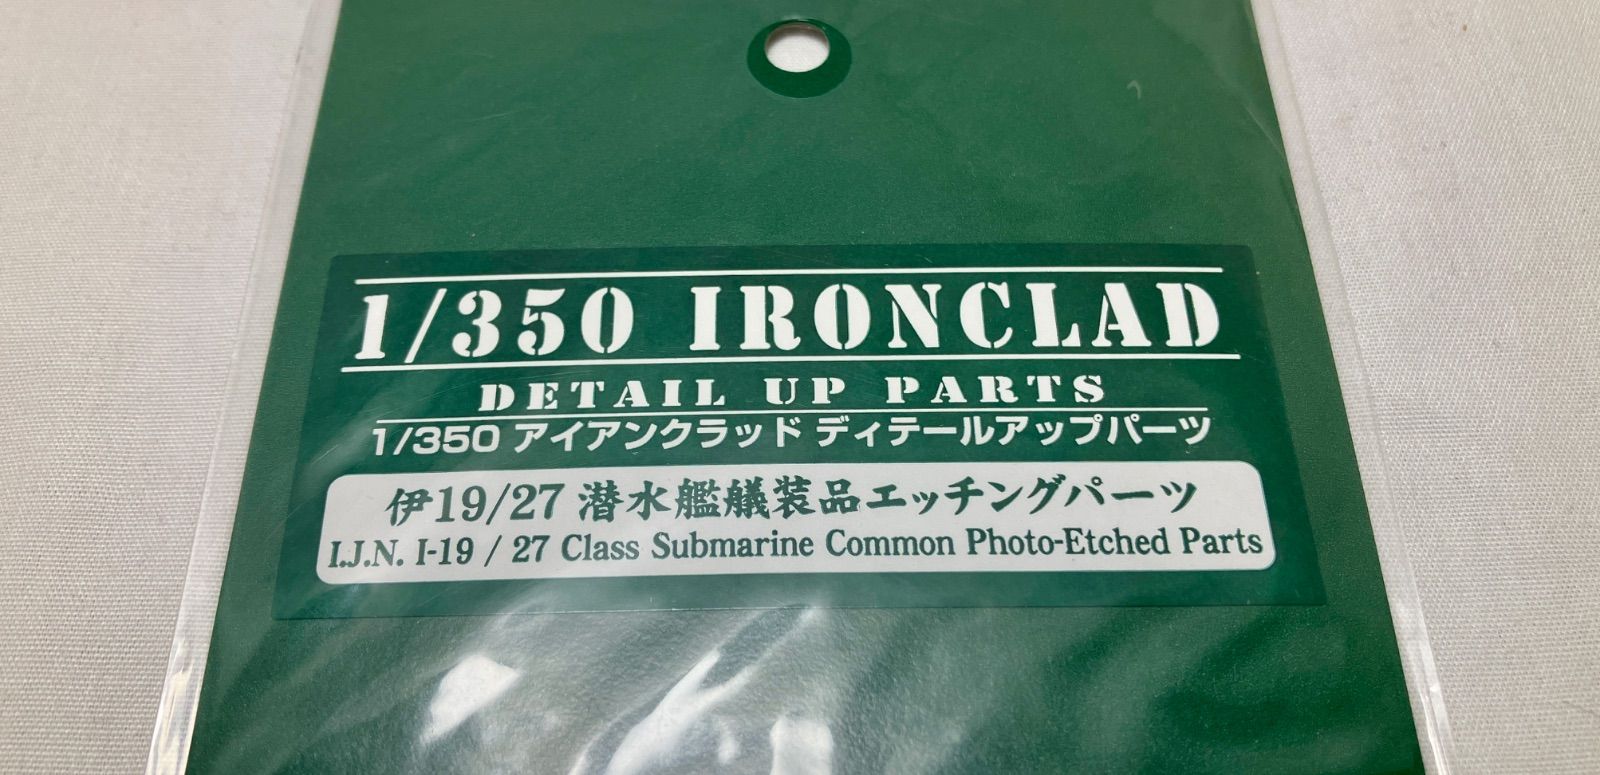 1/350 IRONCLAD
DETAIL UP PARTS
1/350 アイアンクラッド ディテールアップパーツ
伊19/27 潜水艦艤装品エッチングパーツ
I.J.N. I-19 / 27 Class Submarine Common Photo-Etched Parts